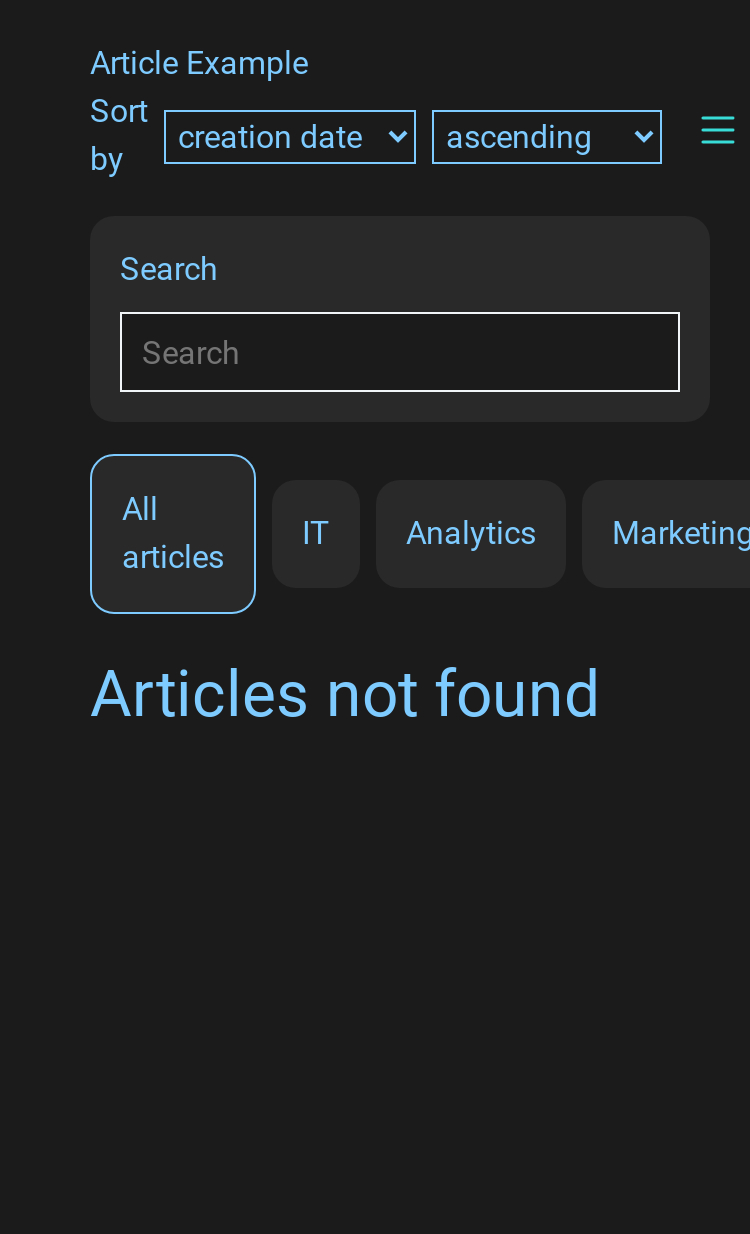 Article Example
Sort by
creation date
ascending
Search
Search
All articles
IT
Analytics
Marketing
Articles not found